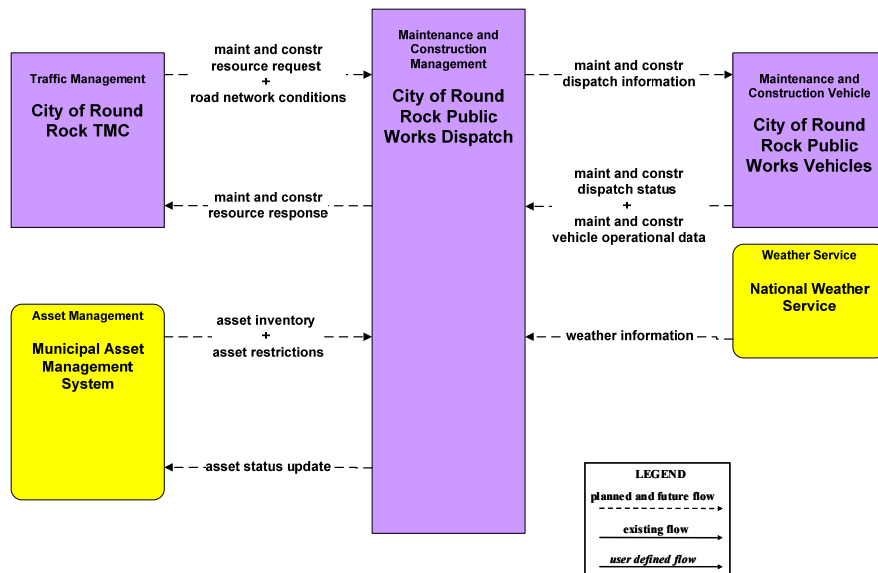 Traffic Management
City of Round
Rock TMC
maint and constr
resource request
+
road network conditions
maint and constr
resource response
Maintenance and
Construction
Management
City of Round
Rock Public
Works Dispatch
maint and constr
dispatch information
maint and constr
dispatch status
+
maint and constr
vehicle operational data
Maintenance and
Construction Vehicle
City of Round
Rock Public
Works Vehicles
Weather Service
National Weather
Service
weather information
Asset Management
Municipal Asset
Management
System
asset inventory
+
asset restrictions
asset status update
LEGEND
planned and future flow
existing flow
user defined flow